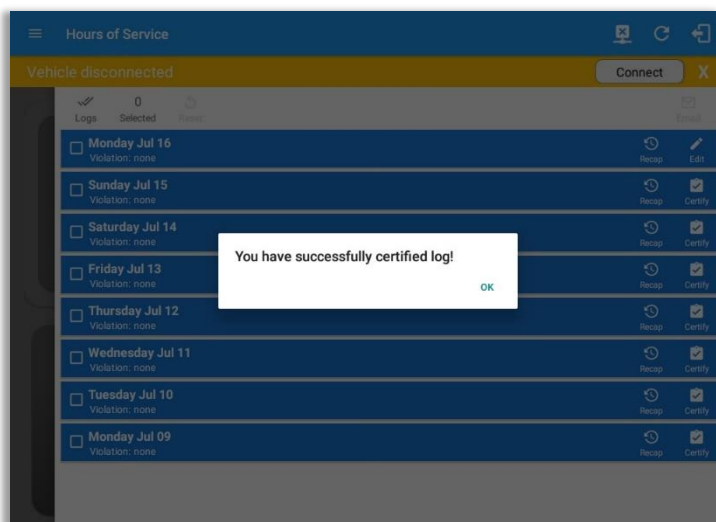 Hours of Service
Vehicle disconnected
Connect
X
Logs
0
Selected
Reset
Email
Monday Jul 16
Violation: none
Recap
Edit
Sunday Jul 15
Violation: none
Recap
Certify
Saturday Jul 14
Violation: none
Recap
Certify
You have successfully certified log!
OK
Friday Jul 13
Violation: none
Recap
Certify
Thursday Jul 12
Violation: none
Recap
Certify
Wednesday Jul 11
Violation: none
Recap
Certify
Tuesday Jul 10
Violation: none
Recap
Certify
Monday Jul 09
Violation: none
Recap
Certify